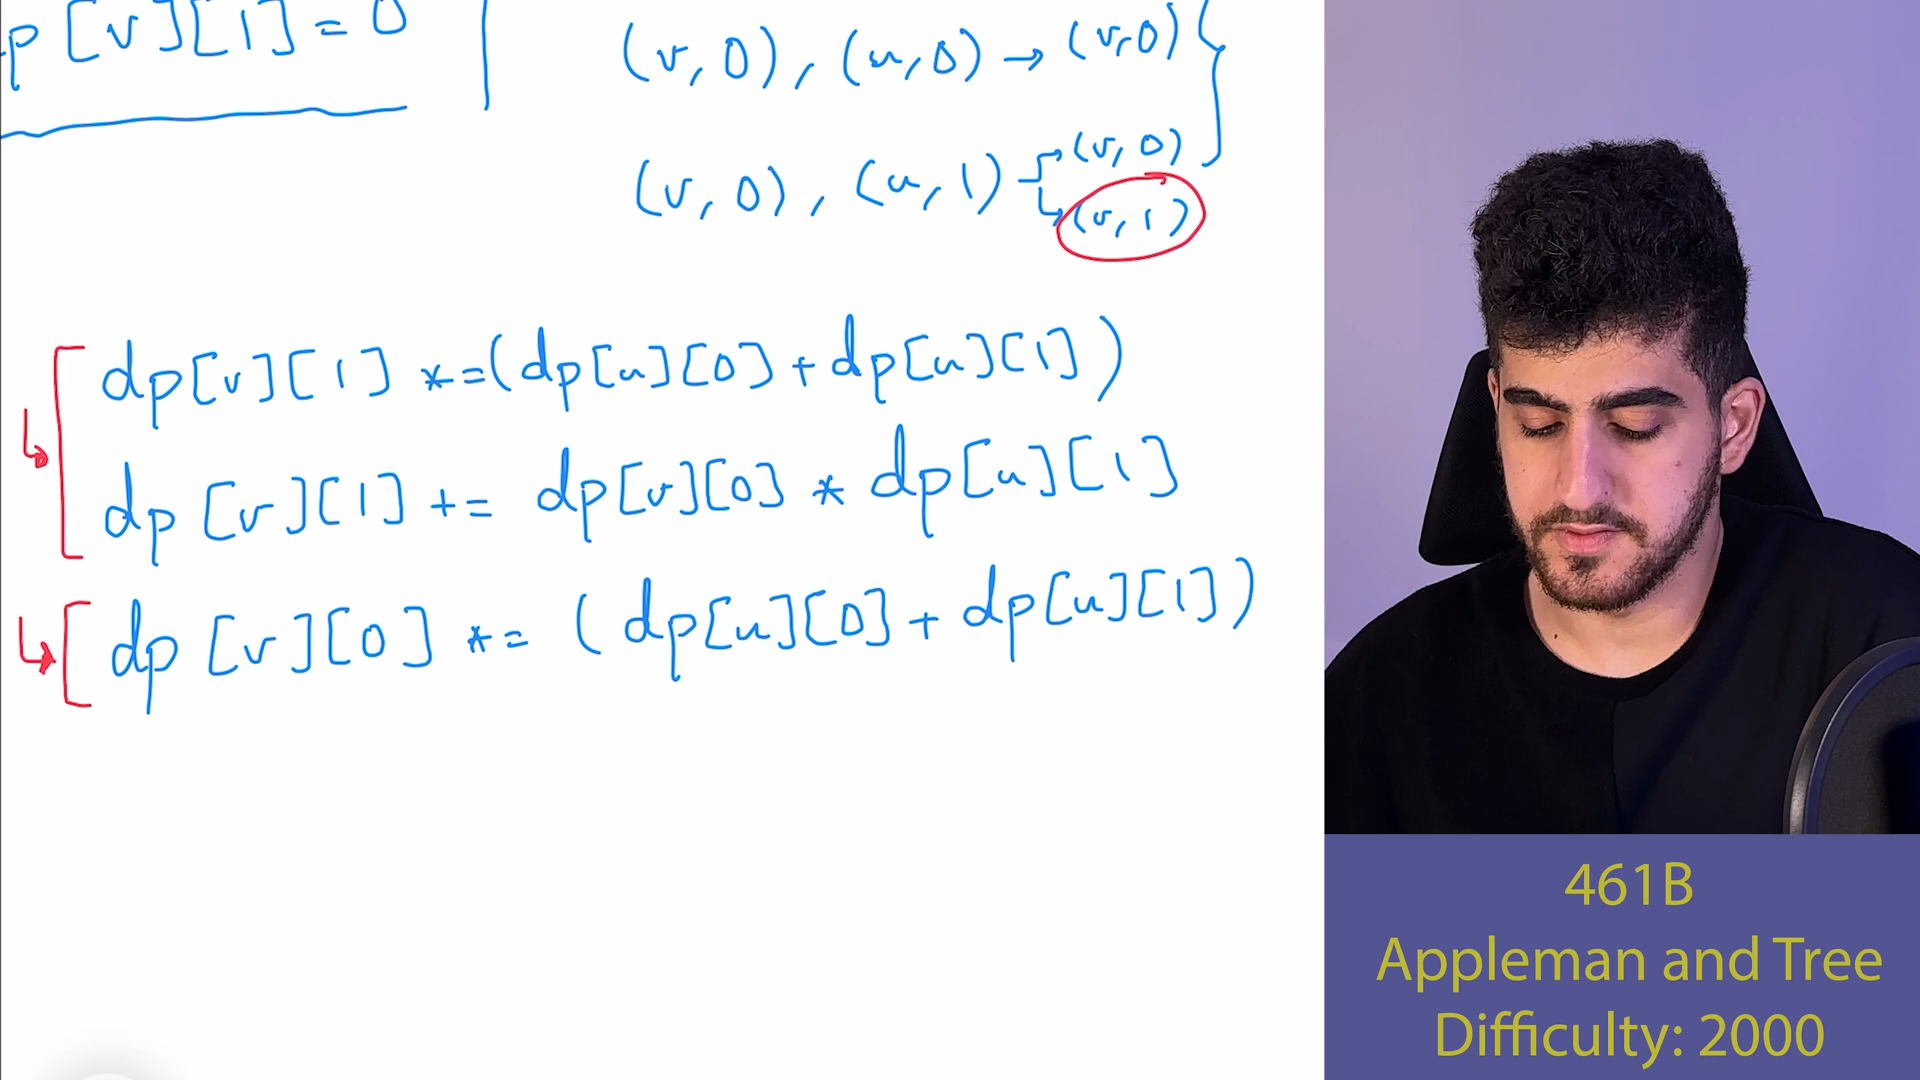 p[v][1]=0
(v,0),(u,0)→(v,0)
(v,0),(u,1)
(v,0)
(v,1)
dp[v][1] *=(dp[u][0]+dp[u][1])
dp[v][1] += dp[v][0] * dp[u][1]
dp[v][0] *= (dp[u][0]+dp[u][1])
461B
Appleman and Tree
Difficulty: 2000